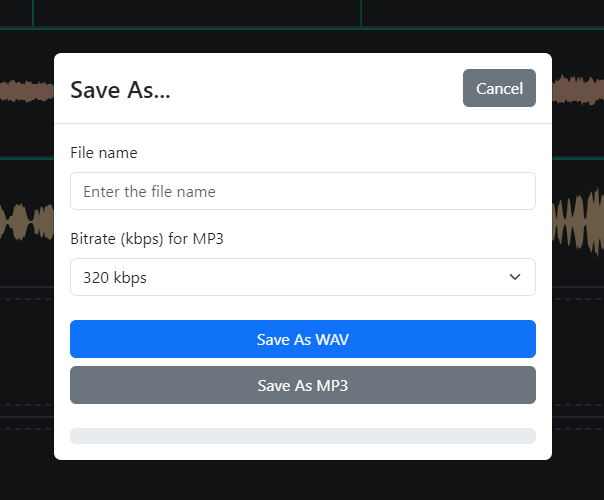 Save As...
Cancel
File name
Enter the file name
Bitrate (kbps) for MP3
320 kbps
Save As WAV
Save As MP3